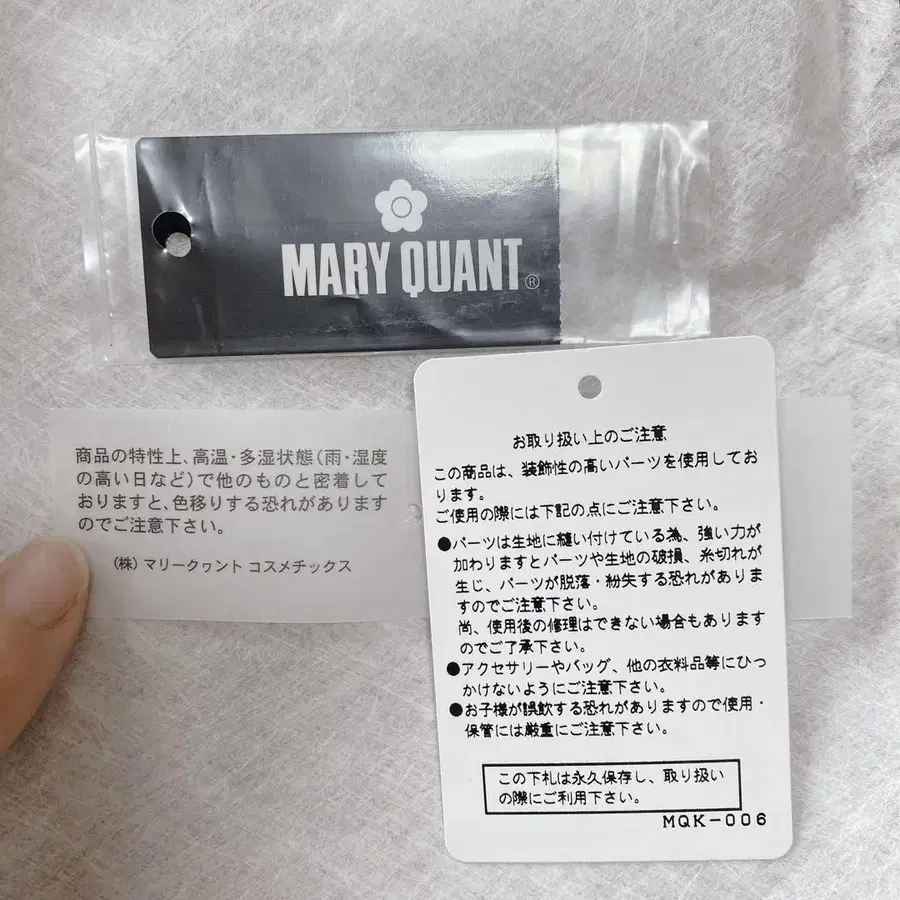 MARY QUANT®
商品の特性上、高温・多湿状態(雨・湿度
の高い日など)で他のものと密着して
おりますと、色移りする恐れがあります
のでご注意下さい。
(株) マリークヮント コスメチックス
お取り扱い上のご注意
この商品は、装飾性の高いパーツを使用してお
ります。
ご使用の際には下記の点にご注意下さい。
●パーツは生地に縫い付けている為、強い力が
加わりますとパーツや生地の破損、糸切れが
生じ、パーツが脱落・紛失する恐れがありま
すのでご注意下さい。
尚、使用後の修理はできない場合もあります
のでご了承下さい。
●アクセサリーやバッグ、他の衣料品等にひっ
かけないようにご注意下さい。
●お子様が誤飲する恐れがありますので使用・
保管には厳重にご注意下さい。
この下札は永久保存し、取り扱い
の際にご利用下さい。
MQK-006